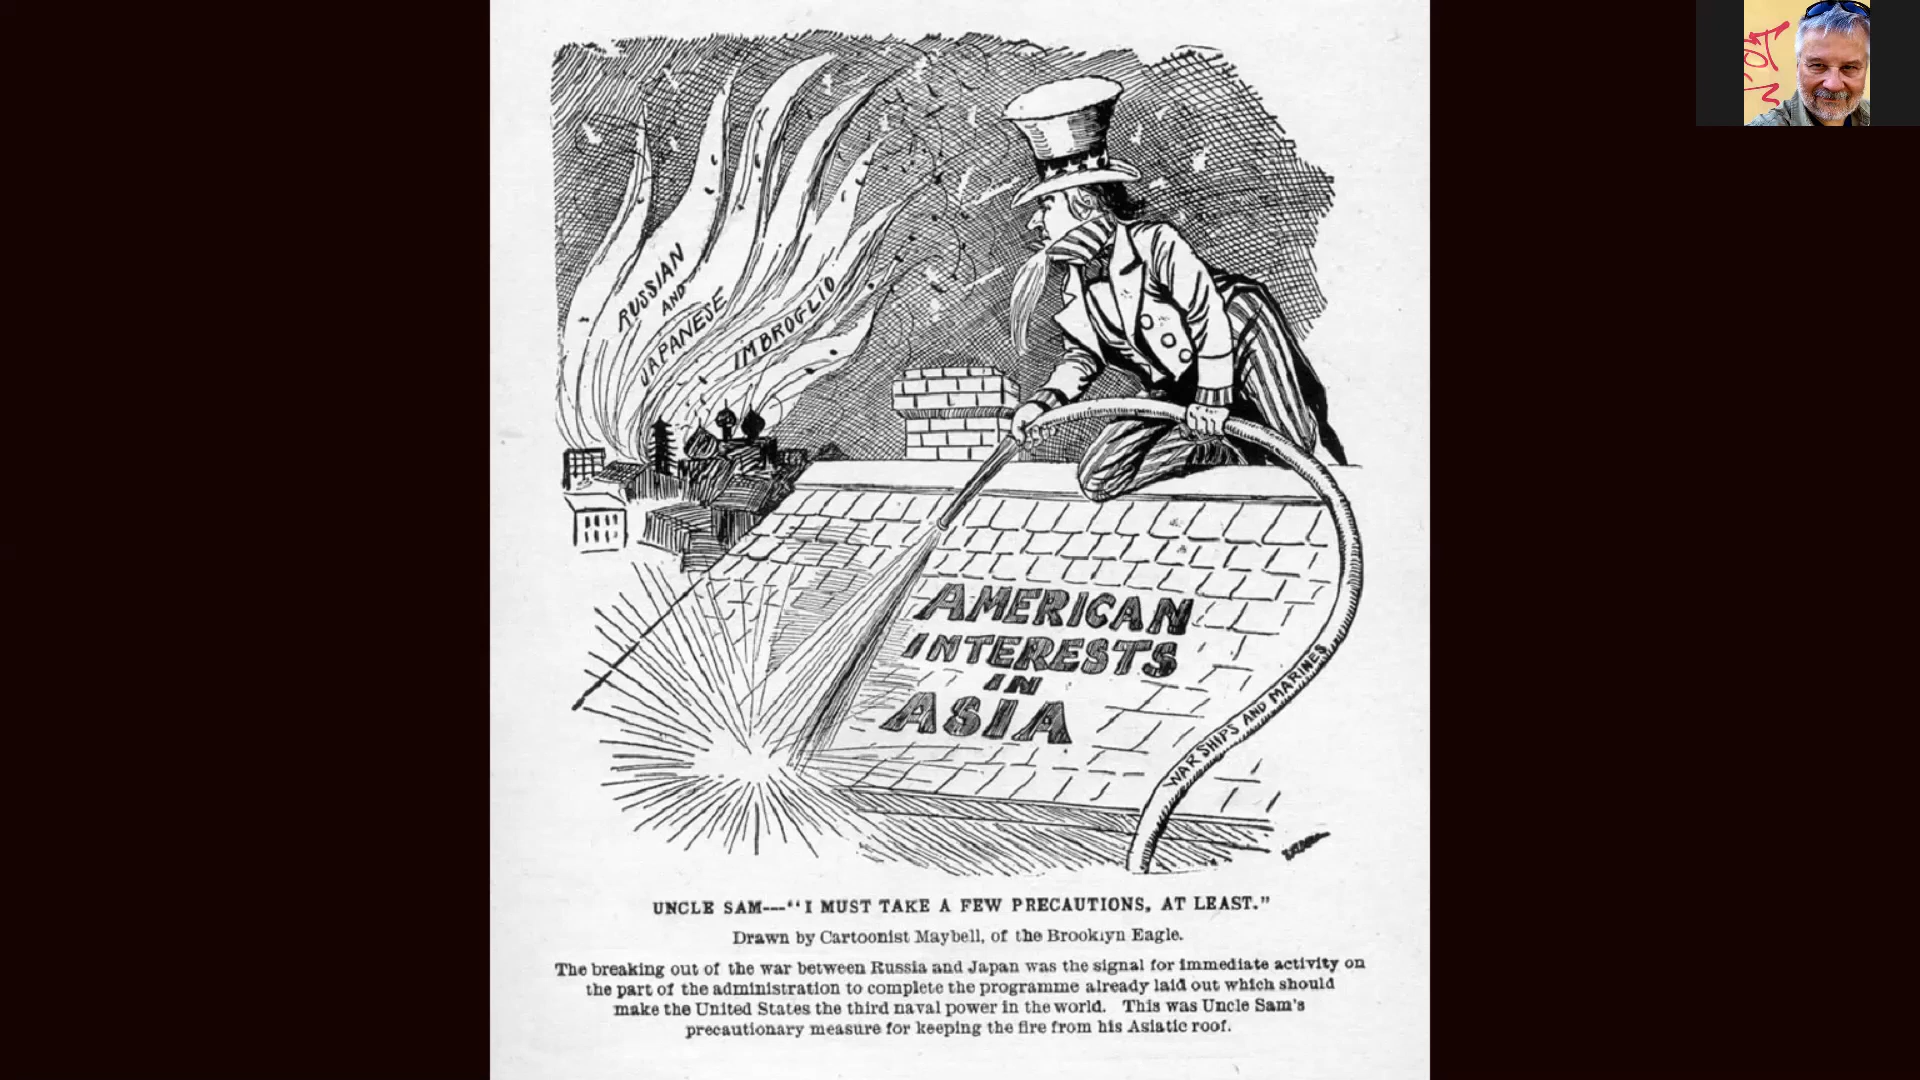 RUSSIAN
AND
JAPANESE
IMBROGLIO
AMERICAN
INTERESTS
IN
ASIA
WAR SHIPS AND MARINES
UNCLE SAM---"I MUST TAKE A FEW PRECAUTIONS, AT LEAST."
Drawn by Cartoonist Maybell, of the Brooklyn Eagle.
The breaking out of the war between Russia and Japan was the signal for immediate activity on
the part of the administration to complete the programme already laid out which should
make the United States the third naval power in the world. This was Uncle Sam's
precautionary measure for keeping the fire from his Asiatic roof.